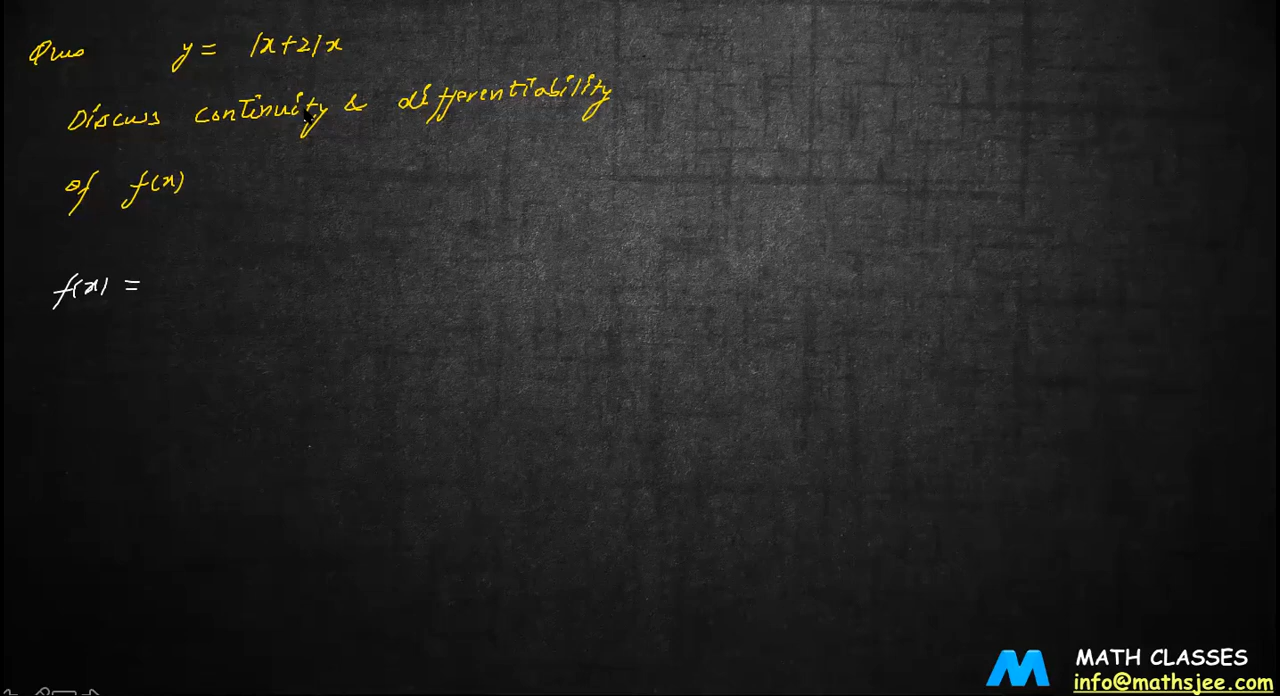 Ques y = |x+2|x
Discuss continuity & differentiability
of f(x)
f(x) =
MATH CLASSES
info@mathsjee.com